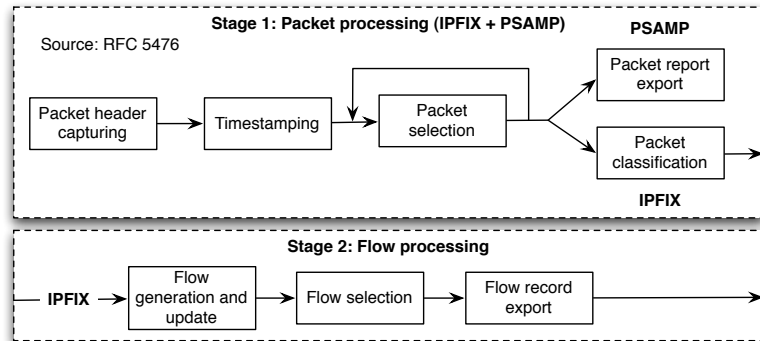 Stage 1: Packet processing (IPFIX + PSAMP)
Source: RFC 5476
PSAMP
Packet report
export
Packet header
capturing
Timestamping
Packet
selection
Packet
classification
IPFIX
Stage 2: Flow processing
IPFIX
Flow
generation and
update
Flow selection
Flow record
export